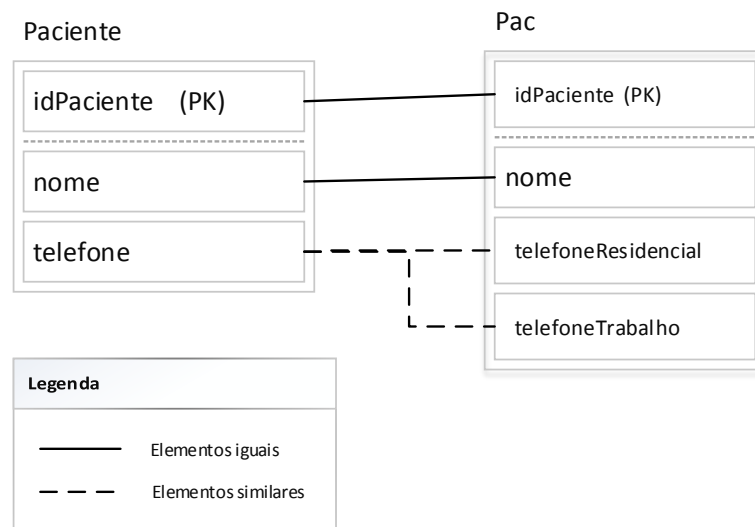 Paciente
idPaciente (PK)
nome
telefone
Pac
idPaciente (PK)
nome
telefoneResidencial
telefoneTrabalho
Legenda
Elementos iguais
Elementos similares